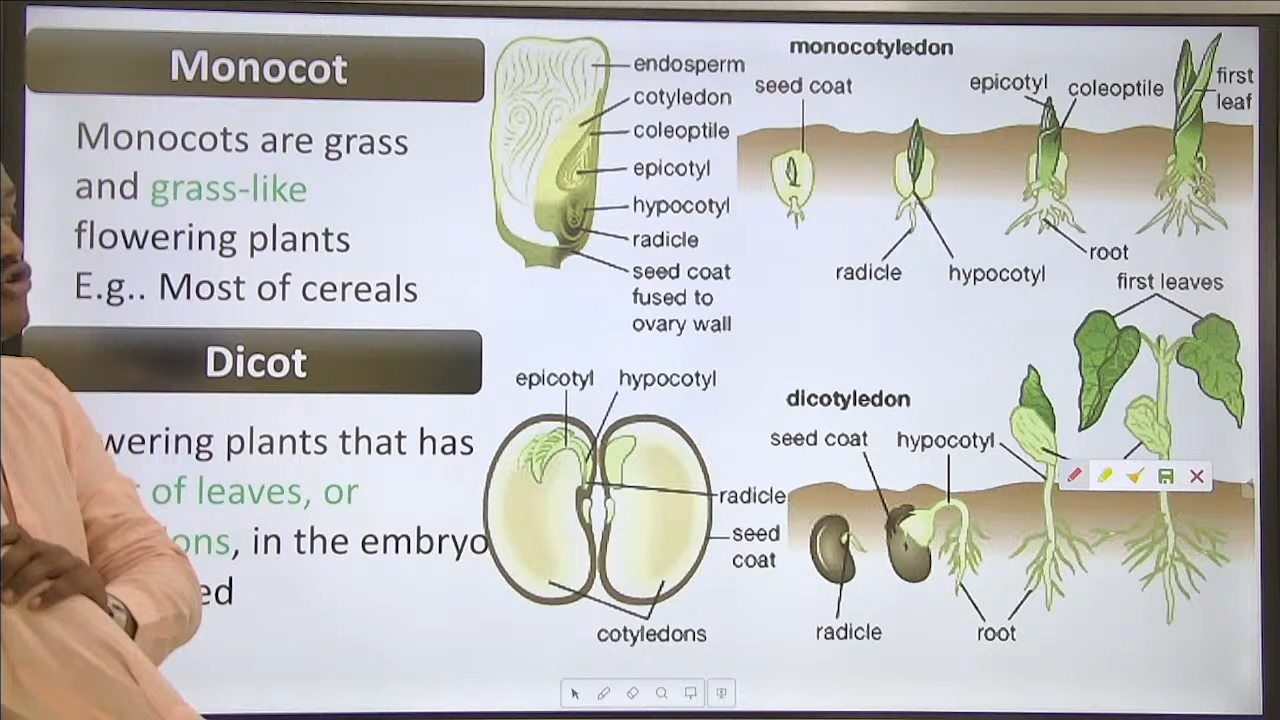 Monocot
Monocots are grass
and grass-like
flowering plants
E.g.. Most of cereals
Dicot
wering plants that has
of leaves, or
ons, in the embryo
ed
endosperm
cotyledon
coleoptile
epicotyl
hypocotyl
radicle
seed coat
fused to
ovary wall
monocotyledon
seed coat
epicotyl
coleoptile
first
leaf
radicle
hypocotyl
root
epicotyl
hypocotyl
radicle
seed
coat
cotyledons
dicotyledon
first leaves
seed coat
hypocotyl
radicle
root